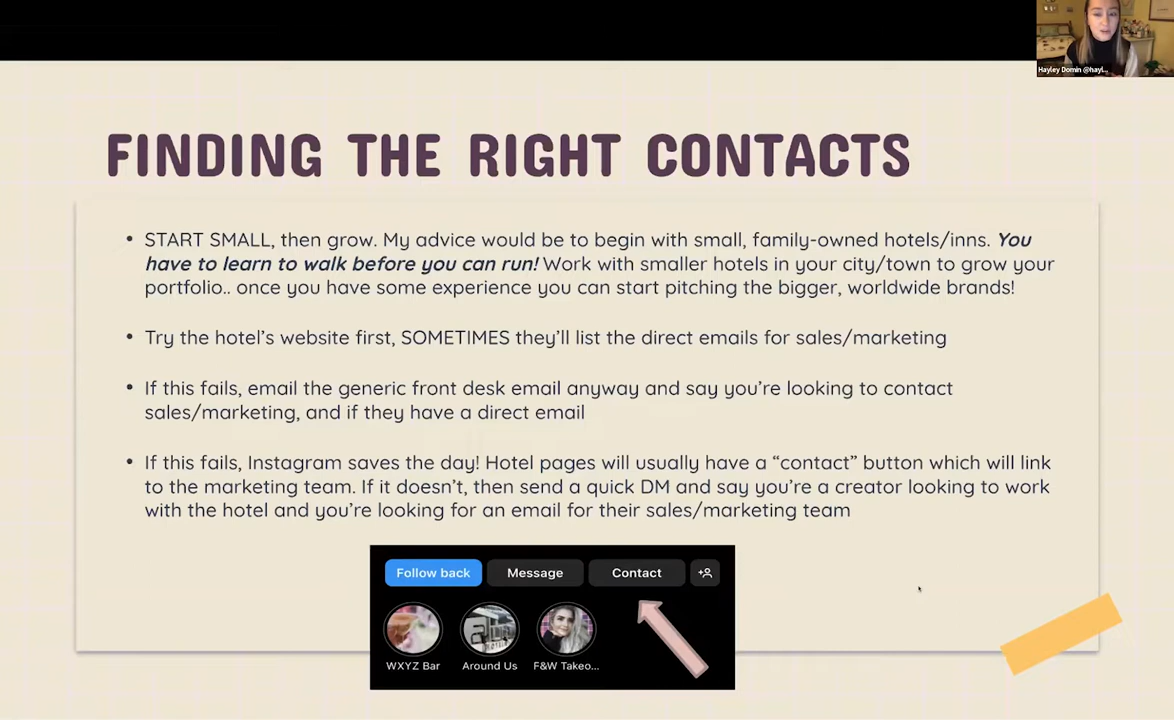 Hayley Domin @hayl...
FINDING THE RIGHT CONTACTS
• START SMALL, then grow. My advice would be to begin with small, family-owned hotels/inns. You
have to learn to walk before you can run! Work with smaller hotels in your city/town to grow your
portfolio.. once you have some experience you can start pitching the bigger, worldwide brands!
• Try the hotel's website first, SOMETIMES they'll list the direct emails for sales/marketing
• If this fails, email the generic front desk email anyway and say you're looking to contact
sales/marketing, and if they have a direct email
• If this fails, Instagram saves the day! Hotel pages will usually have a "contact" button which will link
to the marketing team. If it doesn't, then send a quick DM and say you're a creator looking to work
with the hotel and you're looking for an email for their sales/marketing team
Follow back Message Contact
WXYZ Bar Around Us F&W Takeo...